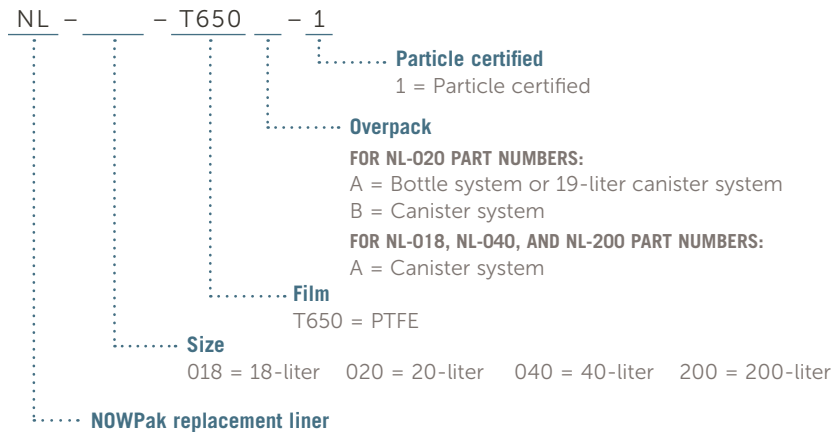 NL – – T650 – 1
Particle certified
1 = Particle certified
Overpack
FOR NL-020 PART NUMBERS:
A = Bottle system or 19-liter canister system
B = Canister system
FOR NL-018, NL-040, AND NL-200 PART NUMBERS:
A = Canister system
Film
T650 = PTFE
Size
018 = 18-liter 020 = 20-liter 040 = 40-liter 200 = 200-liter
NOWPak replacement liner